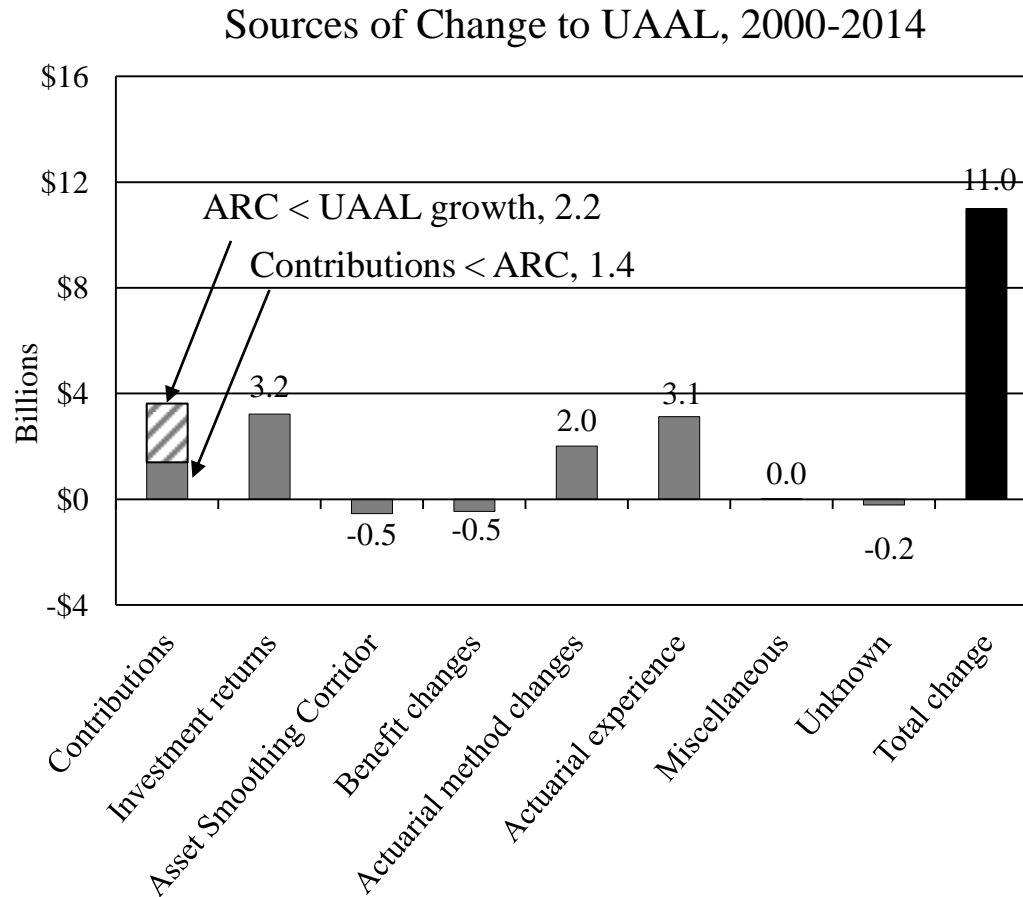 Sources of Change to UAAL, 2000-2014
$16
$12
$8
$4
$0
-$4
Billions
ARC < UAAL growth, 2.2
Contributions < ARC, 1.4
3.2
-0.5
-0.5
2.0
3.1
0.0
-0.2
11.0
Contributions
Investment returns
Asset Smoothing Corridor
Benefit changes
Actuarial method changes
Actuarial experience
Miscellaneous
Unknown
Total change